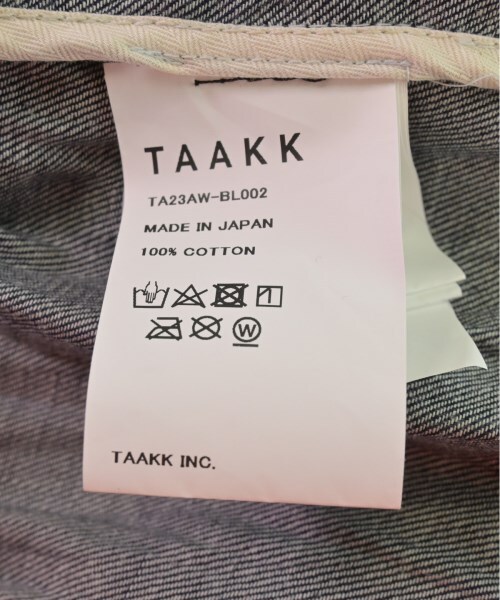 TAAKK
TA23AW-BL002
MADE IN JAPAN
100% COTTON
W
TAAKK INC.